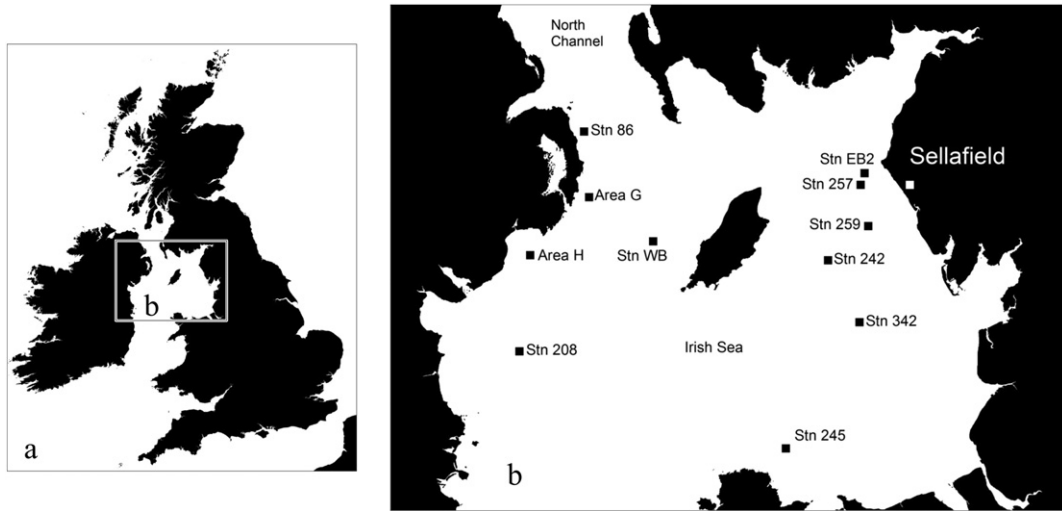 a
b
North
Channel
Stn 86
Stn EB2
Sellafield
Stn 257
Area G
Stn 259
Area H
Stn WB
Stn 242
Stn 342
Stn 208
Irish Sea
Stn 245
b